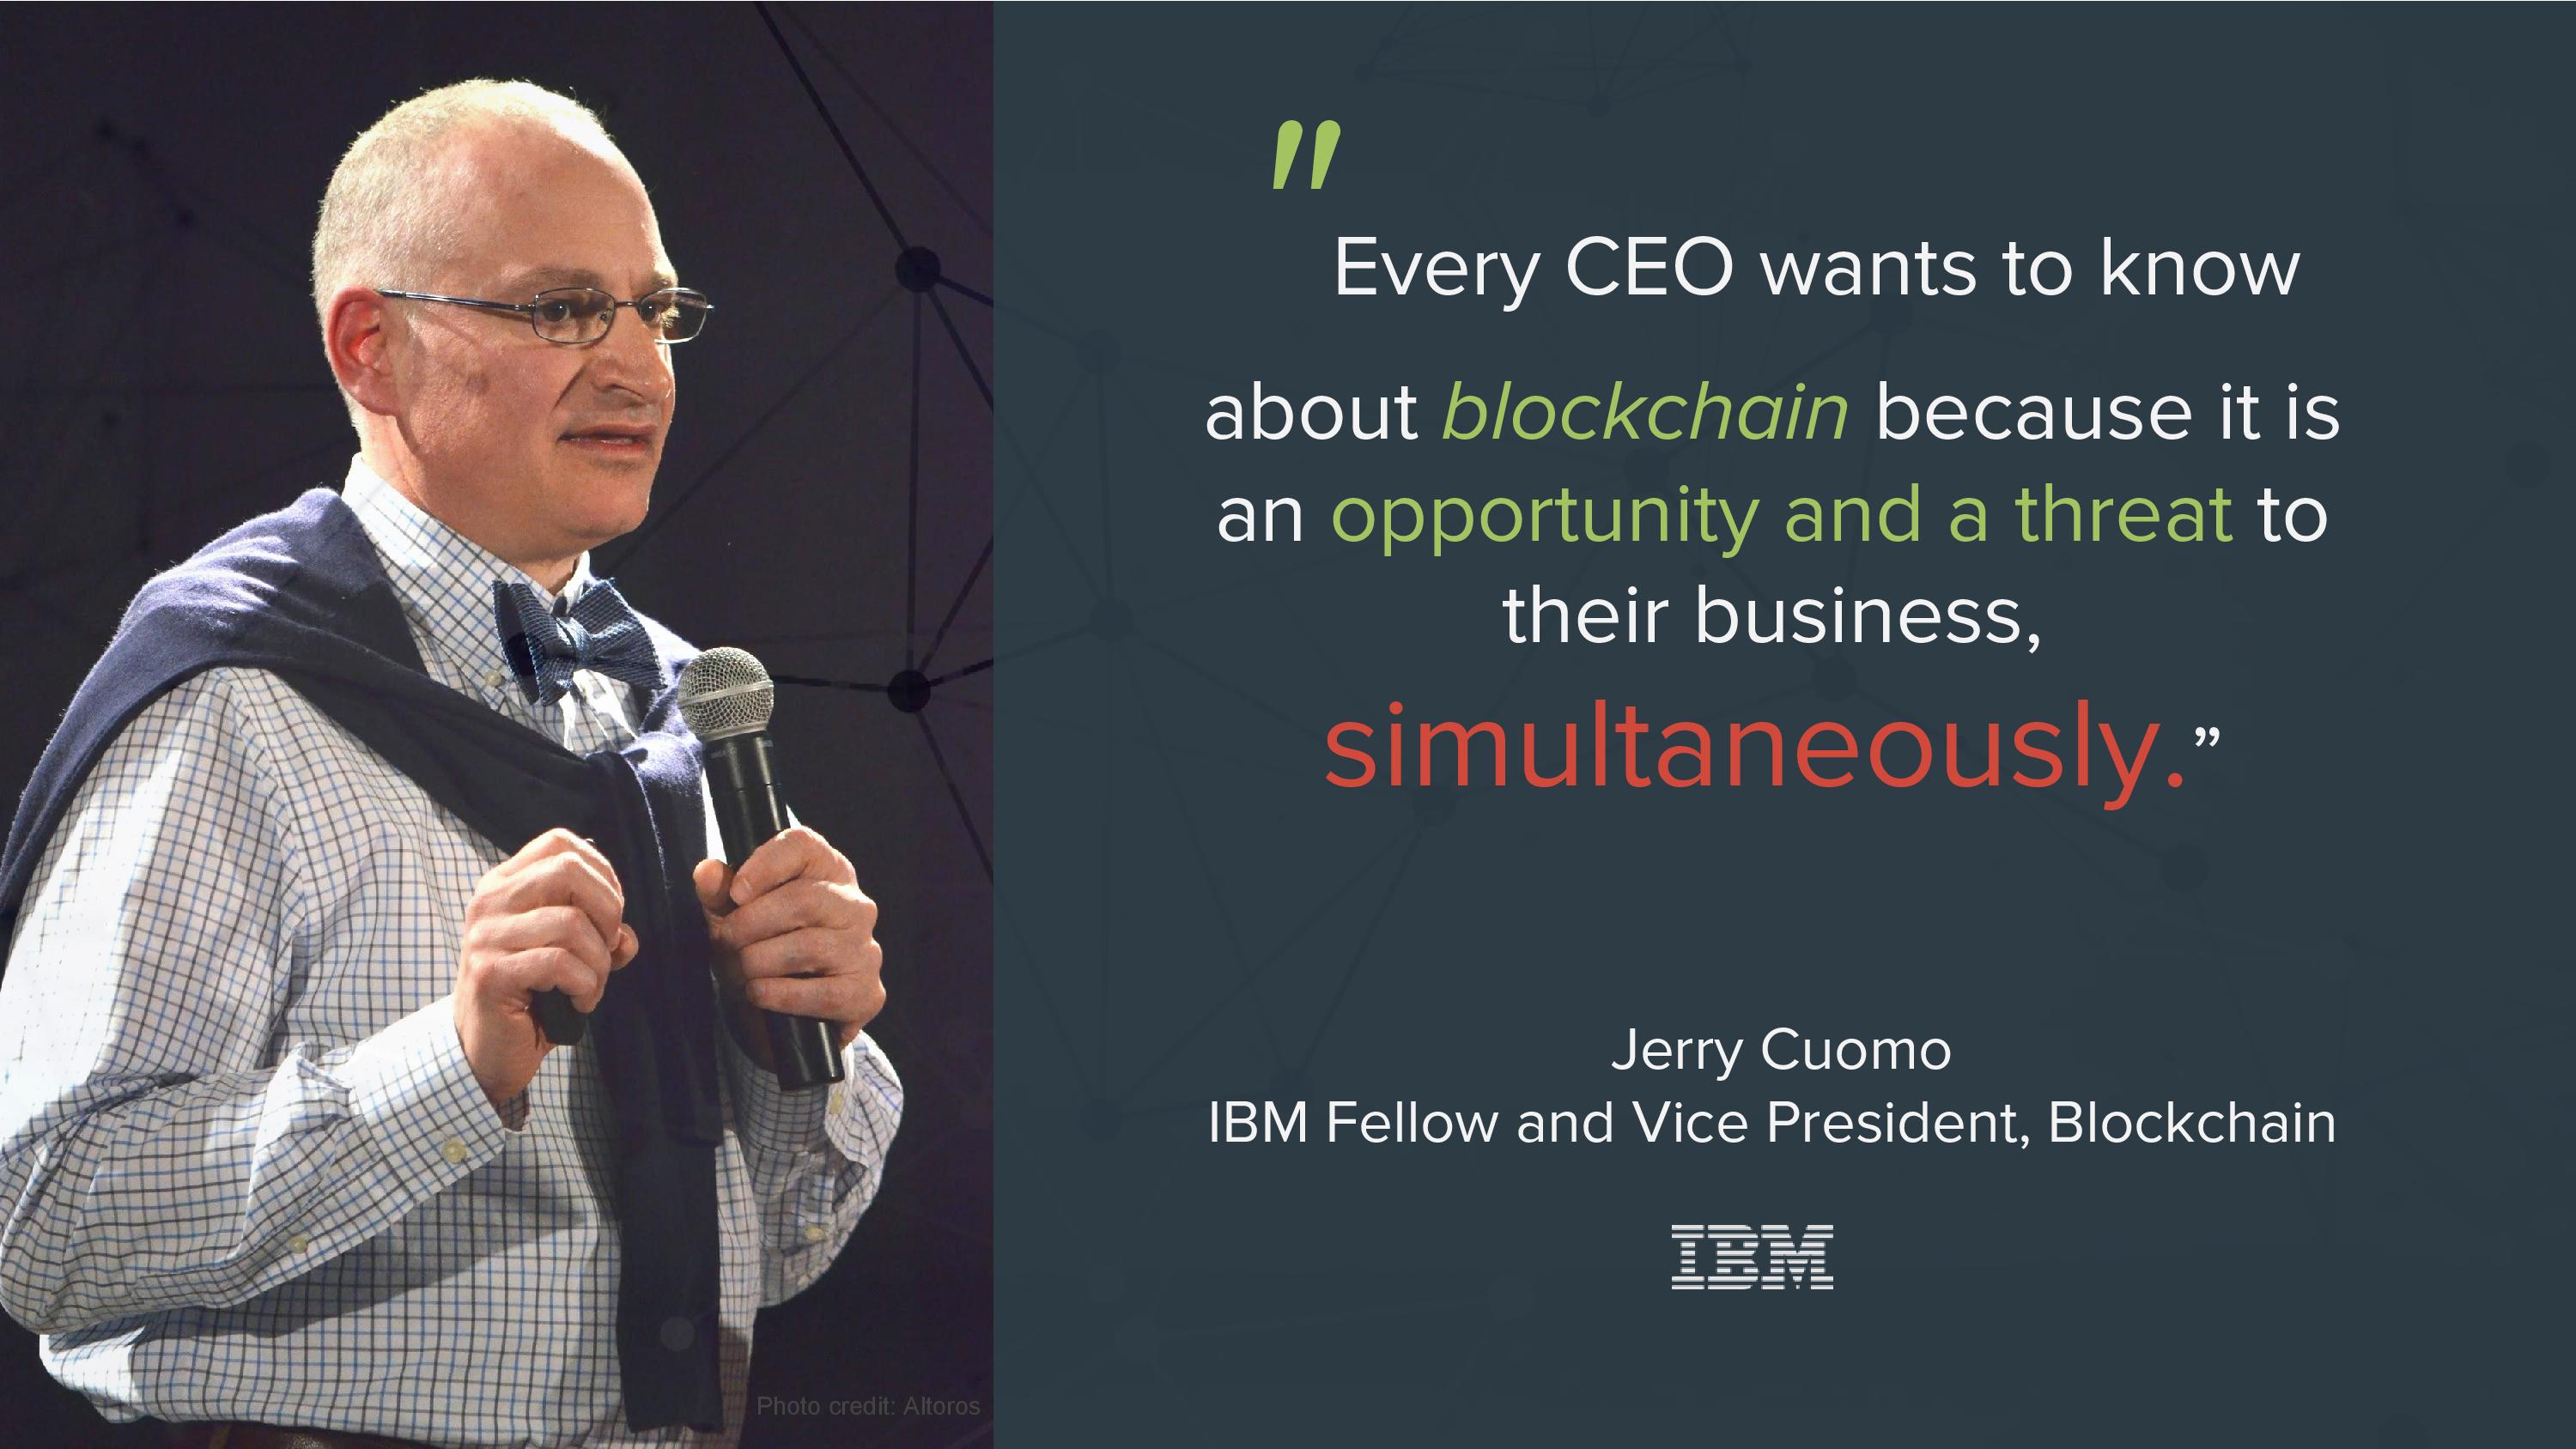 "
Every CEO wants to know
about blockchain because it is
an opportunity and a threat to
their business,
simultaneously.”
Jerry Cuomo
IBM Fellow and Vice President, Blockchain
IBM
Photo credit: Altoros